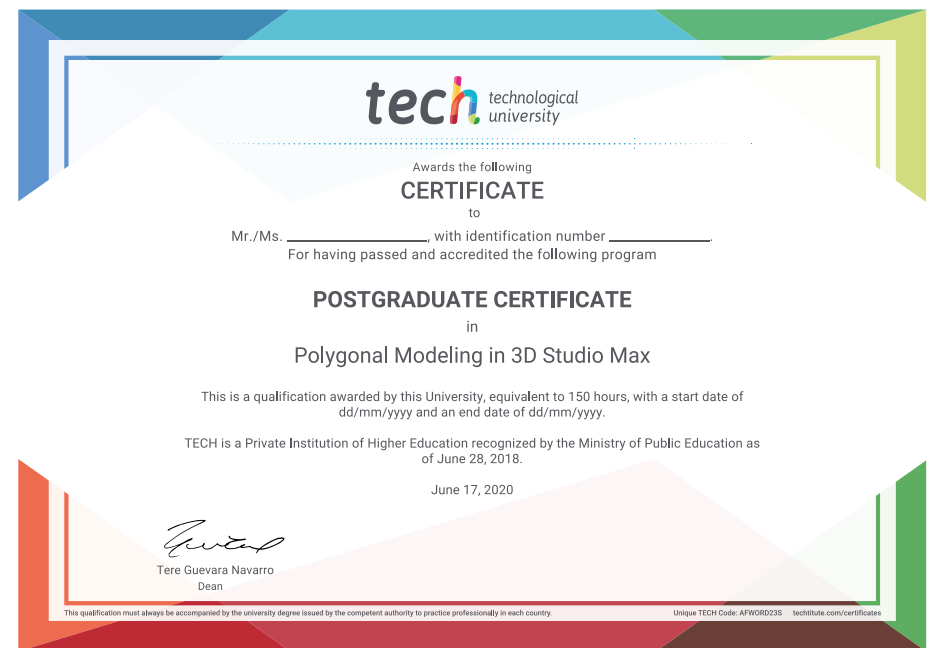 tech technological
university
Awards the following
CERTIFICATE
to
Mr./Ms. ____________________, with identification number ______________.
For having passed and accredited the following program
POSTGRADUATE CERTIFICATE
in
Polygonal Modeling in 3D Studio Max
This is a qualification awarded by this University, equivalent to 150 hours, with a start date of
dd/mm/yyyy and an end date of dd/mm/yyyy.
TECH is a Private Institution of Higher Education recognized by the Ministry of Public Education as
of June 28, 2018.
June 17, 2020
Tere Guevara Navarro
Dean
This qualification must always be accompanied by the university degree issued by the competent authority to practice professionally in each country.
Unique TECH Code: AFWORD23S techtitute.com/certificates